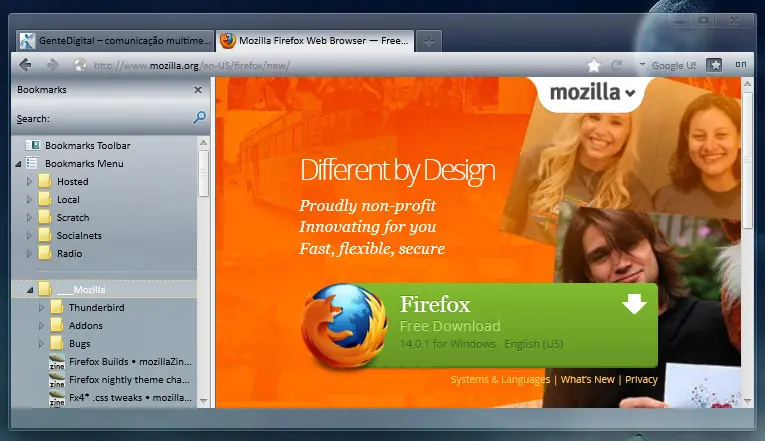 GenteDigital – comunicação multime...
Mozilla Firefox Web Browser — Free...
http://www.mozilla.org/en-US/firefox/new/
Google US
Bookmarks
Search:
Bookmarks Toolbar
Bookmarks Menu
Hosted
Local
Scratch
Socialnets
Radio
___Mozilla
Thunderbird
Addons
Bugs
zine Firefox Builds • mozillaZin...
zine Firefox nightly theme cha...
zine Fx4* .css tweaks • mozilla...
mozilla
Different by Design
Proudly non-profit
Innovating for you
Fast, flexible, secure
Firefox
Free Download
14.0.1 for Windows English (US)
Systems & Languages | What's New | Privacy